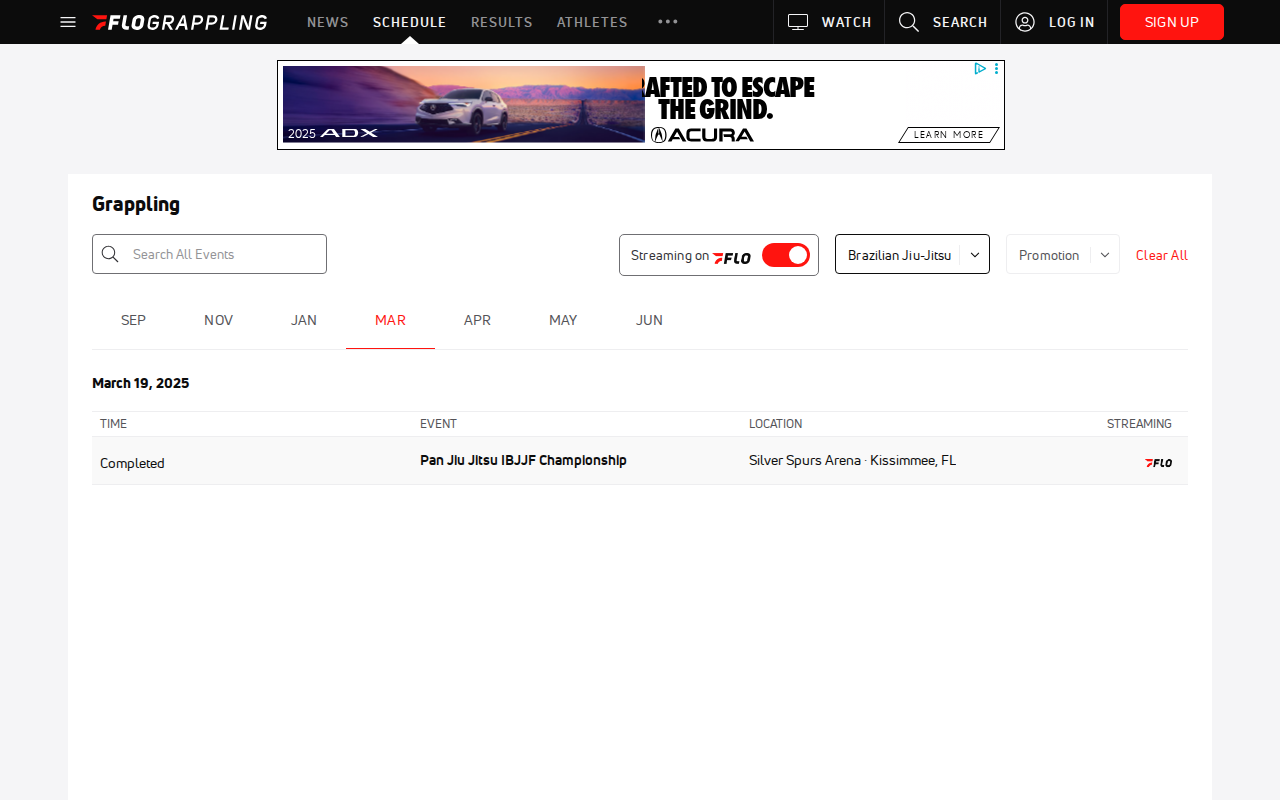 FLOGRAPPLING NEWS SCHEDULE RESULTS ATHLETES ••• WATCH SEARCH LOG IN SIGN UP
RAFTED TO ESCAPE
THE GRIND.
2025 ADX ACURA LEARN MORE
Grappling
Search All Events Streaming on FLO Brazilian Jiu-Jitsu Promotion Clear All
SEP NOV JAN MAR APR MAY JUN
March 19, 2025
TIME EVENT LOCATION STREAMING
Completed Pan Jiu Jitsu IBJJF Championship Silver Spurs Arena · Kissimmee, FL FLO